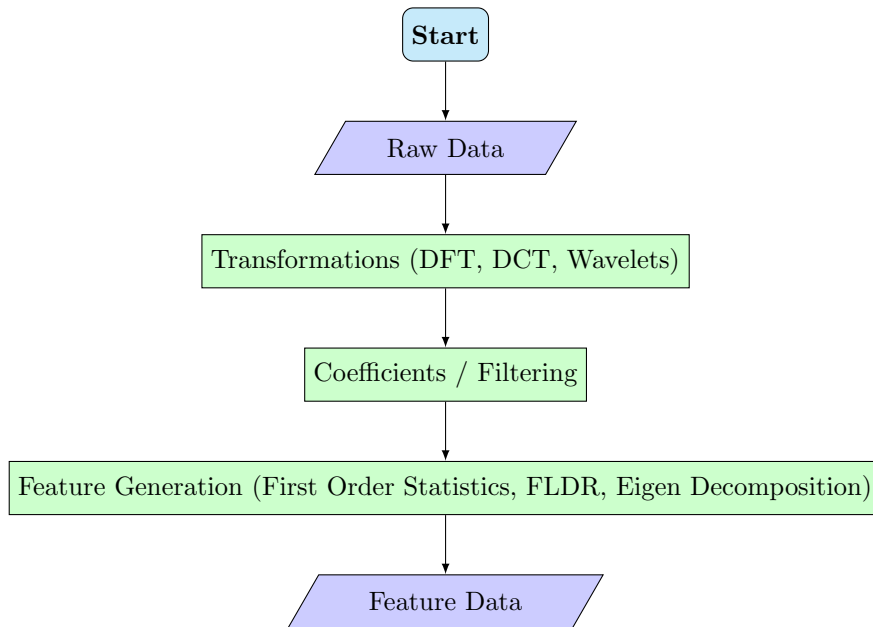 Start
Raw Data
Transformations (DFT, DCT, Wavelets)
Coefficients / Filtering
Feature Generation (First Order Statistics, FLDR, Eigen Decomposition)
Feature Data